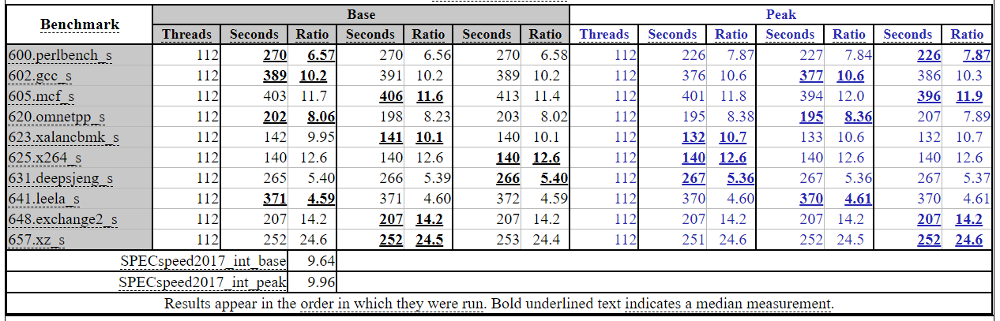 Benchmark Base Peak
Threads Seconds Ratio Seconds Ratio Seconds Ratio Threads Seconds Ratio Seconds Ratio Seconds Ratio
600.perlbench_s 112 270 6.57 270 6.56 270 6.58 112 226 7.87 227 7.84 226 7.87
602.gcc_s 112 389 10.2 391 10.2 389 10.2 112 376 10.6 377 10.6 386 10.3
605.mcf_s 112 403 11.7 406 11.6 413 11.4 112 401 11.8 394 12.0 396 11.9
620.omnetpp_s 112 202 8.06 198 8.23 203 8.02 112 195 8.38 195 8.36 207 7.89
623.xalancbmk_s 112 142 9.95 141 10.1 140 10.1 112 132 10.7 133 10.6 132 10.7
625.x264_s 112 140 12.6 140 12.6 140 12.6 112 140 12.6 140 12.6 140 12.6
631.deepsjeng_s 112 265 5.40 266 5.39 266 5.40 112 267 5.36 267 5.36 267 5.37
641.leela_s 112 371 4.59 371 4.60 372 4.59 112 370 4.60 370 4.61 370 4.61
648.exchange2_s 112 207 14.2 207 14.2 207 14.2 112 207 14.2 207 14.2 207 14.2
657.xz_s 112 252 24.6 252 24.5 253 24.4 112 251 24.6 252 24.5 252 24.6
SPECspeed2017_int_base 9.64
SPECspeed2017_int_peak 9.96
Results appear in the order in which they were run. Bold underlined text indicates a median measurement.